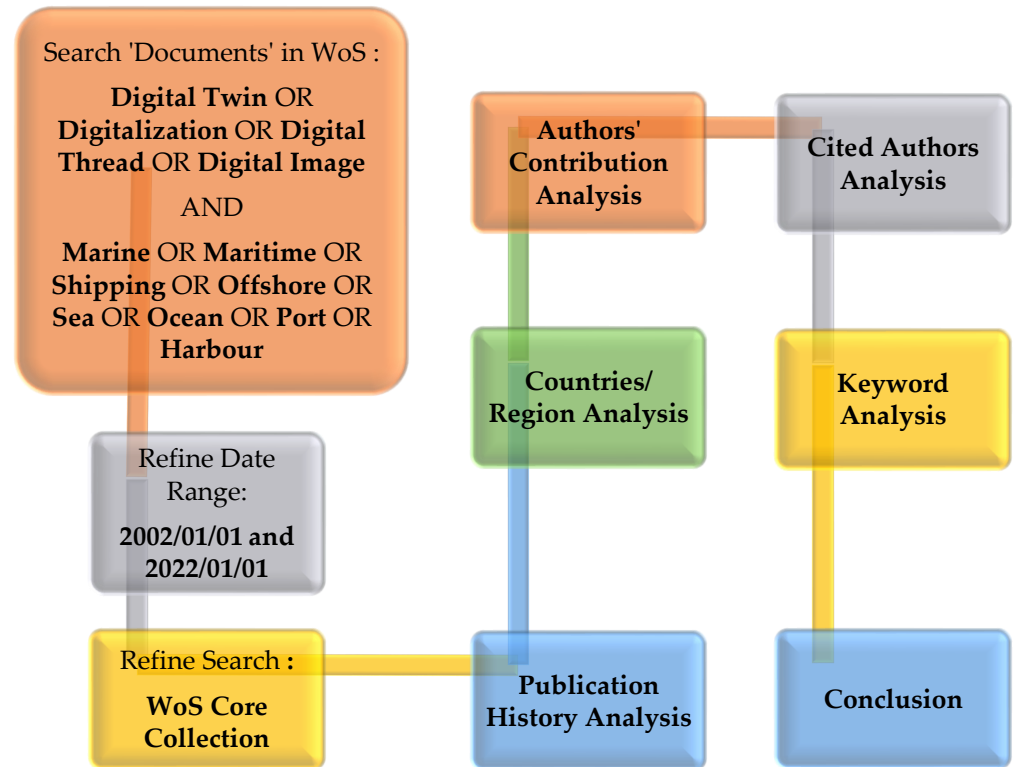 Search 'Documents' in WoS :
Digital Twin OR
Digitalization OR Digital
Thread OR Digital Image
AND
Marine OR Maritime OR
Shipping OR Offshore OR
Sea OR Ocean OR Port OR
Harbour
Refine Date
Range:
2002/01/01 and
2022/01/01
Refine Search :
WoS Core
Collection
Publication
History Analysis
Countries/
Region Analysis
Authors'
Contribution
Analysis
Cited Authors
Analysis
Keyword
Analysis
Conclusion